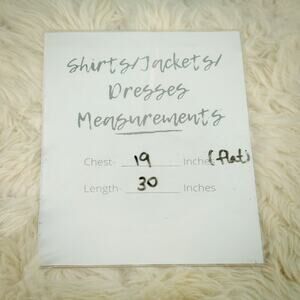 Shirts/Jackets/
Dresses
Measurements
Chest- 19 Inches (flat)
Length- 30 Inches